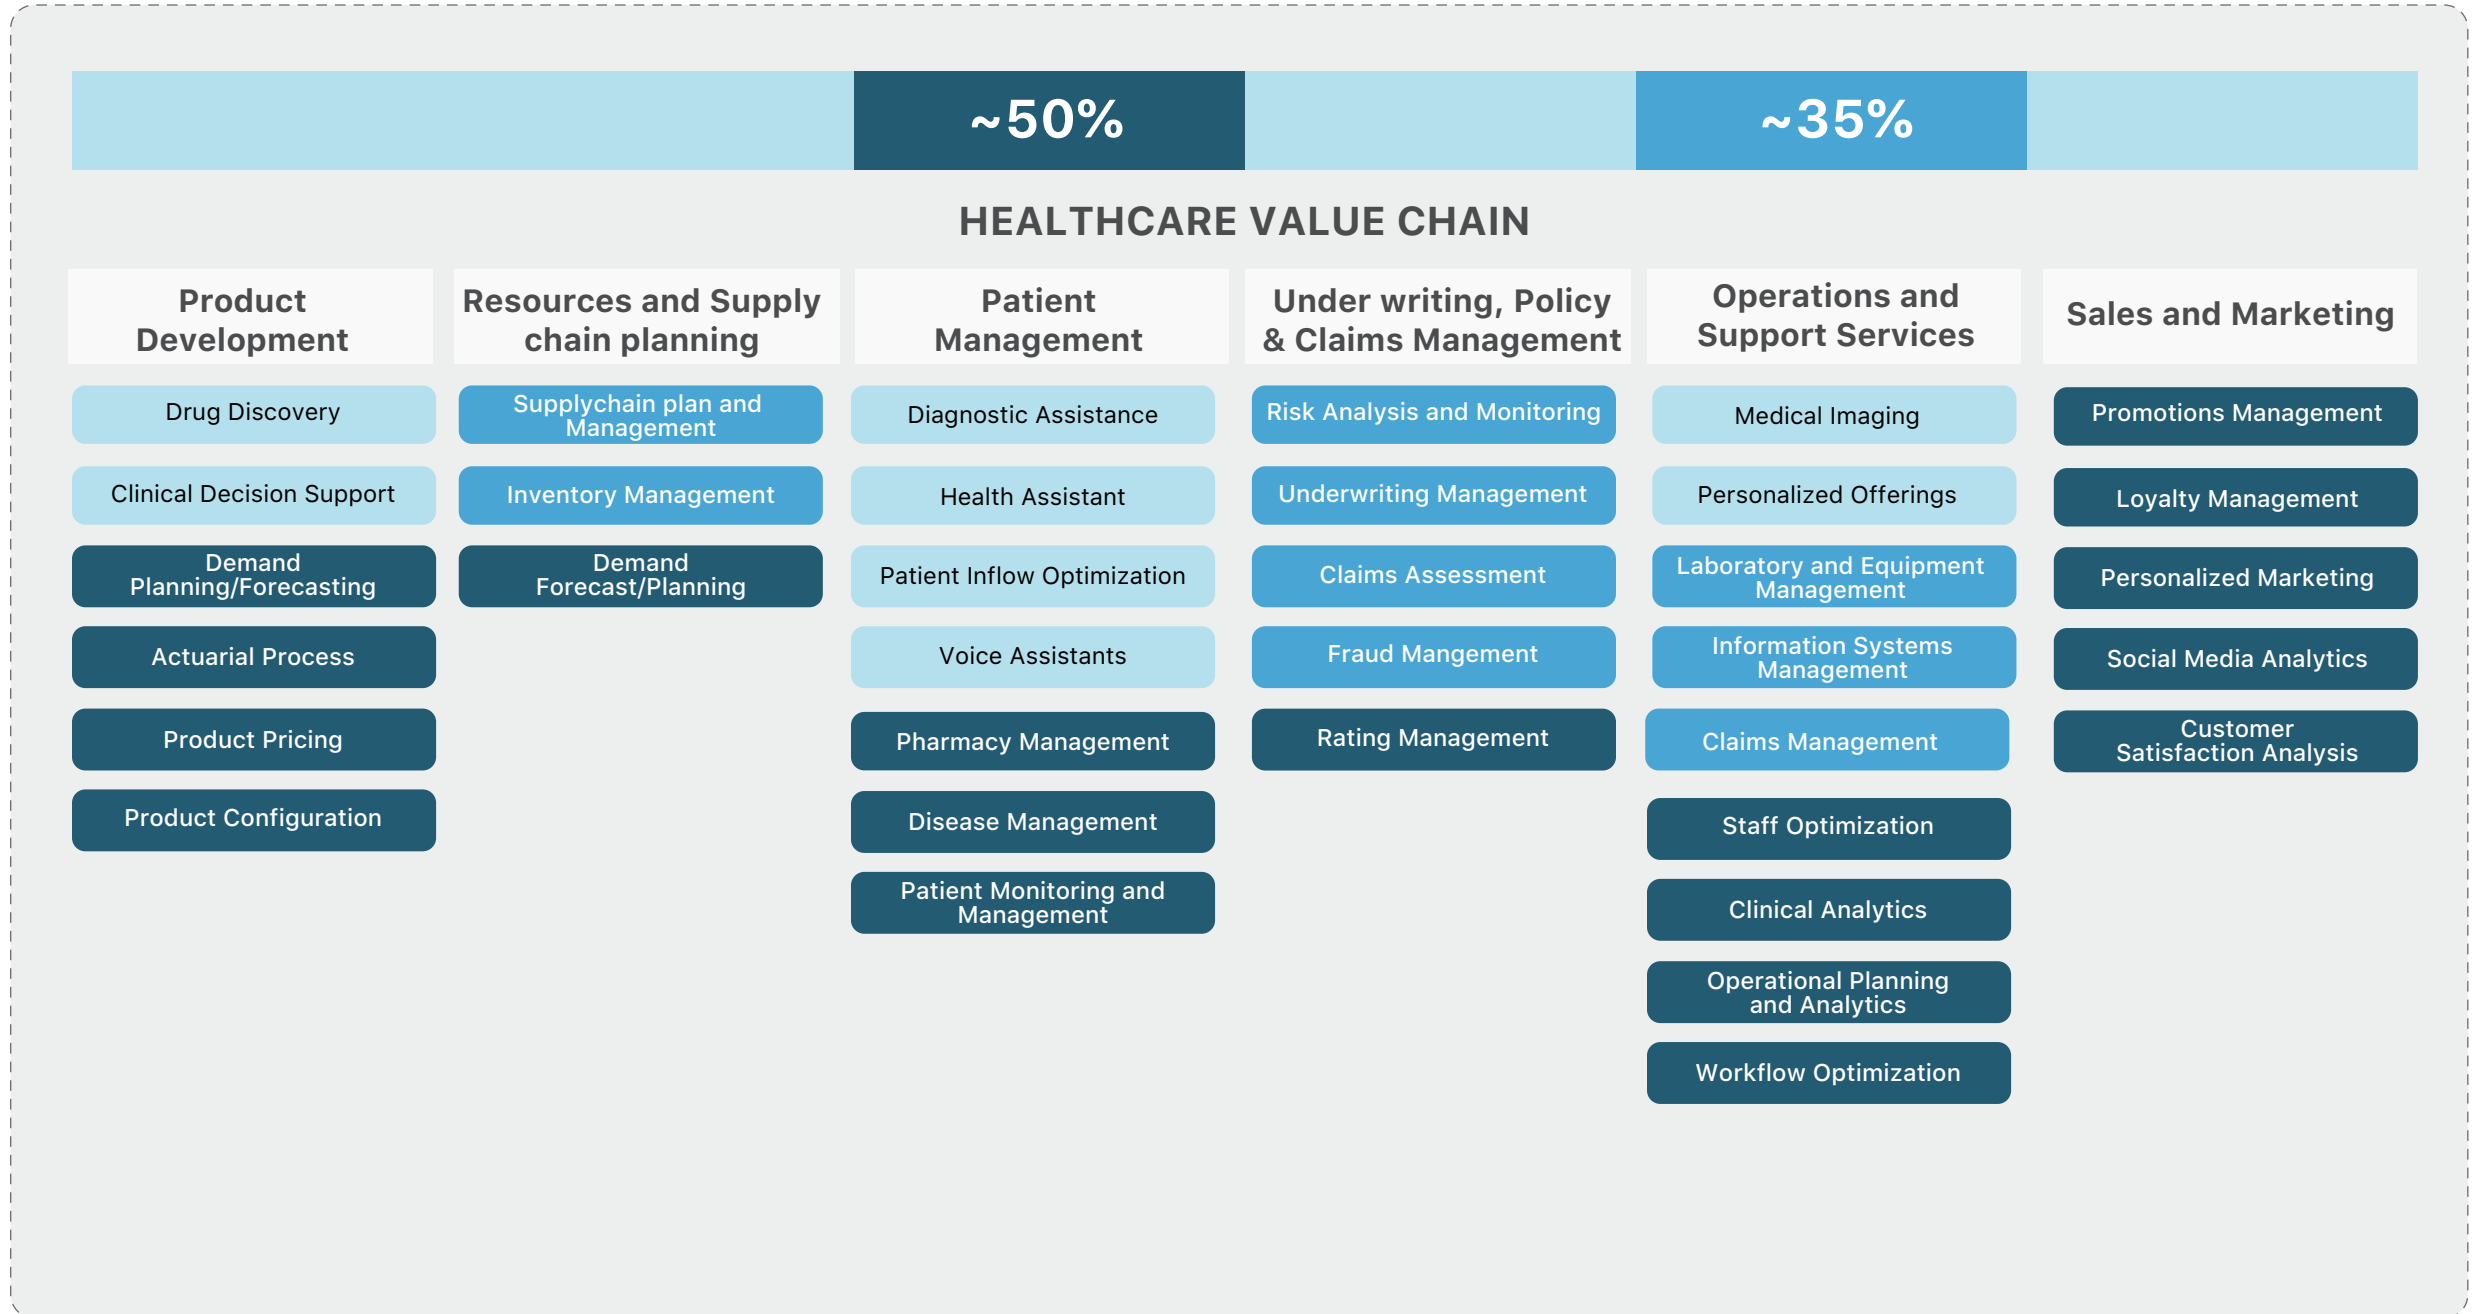 ~50%
~35%
HEALTHCARE VALUE CHAIN
Product
Development
Resources and Supply
chain planning
Patient
Management
Under writing, Policy
& Claims Management
Operations and
Support Services
Sales and Marketing
Drug Discovery
Clinical Decision Support
Demand
Planning/Forecasting
Actuarial Process
Product Pricing
Product Configuration
Supplychain plan and
Management
Inventory Management
Demand
Forecast/Planning
Diagnostic Assistance
Health Assistant
Patient Inflow Optimization
Voice Assistants
Pharmacy Management
Disease Management
Patient Monitoring and
Management
Risk Analysis and Monitoring
Underwriting Management
Claims Assessment
Fraud Mangement
Rating Management
Medical Imaging
Personalized Offerings
Laboratory and Equipment
Management
Information Systems
Management
Claims Management
Staff Optimization
Clinical Analytics
Operational Planning
and Analytics
Workflow Optimization
Promotions Management
Loyalty Management
Personalized Marketing
Social Media Analytics
Customer
Satisfaction Analysis